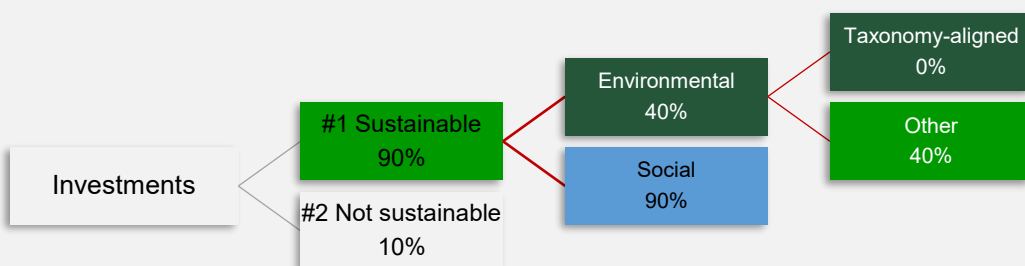 Investments
#1 Sustainable
90%
#2 Not sustainable
10%
Environmental
40%
Social
90%
Taxonomy-aligned
0%
Other
40%